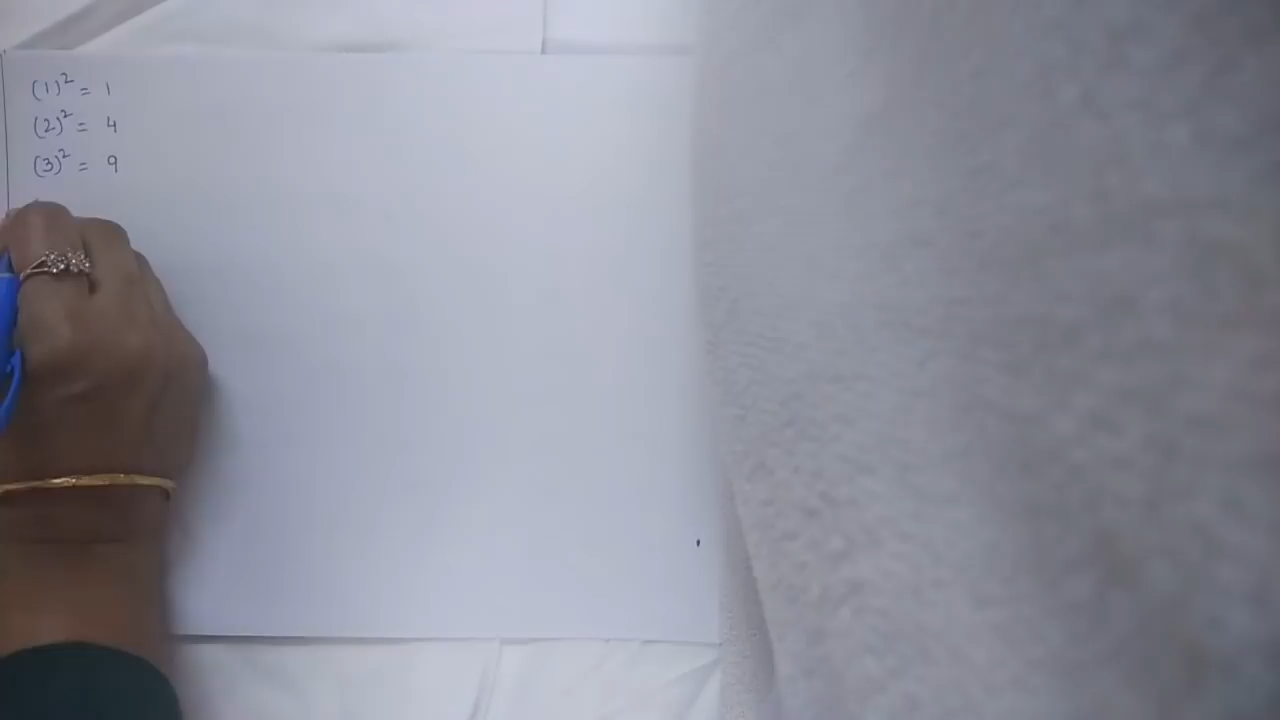 (1)² = 1
(2)² = 4
(3)² = 9